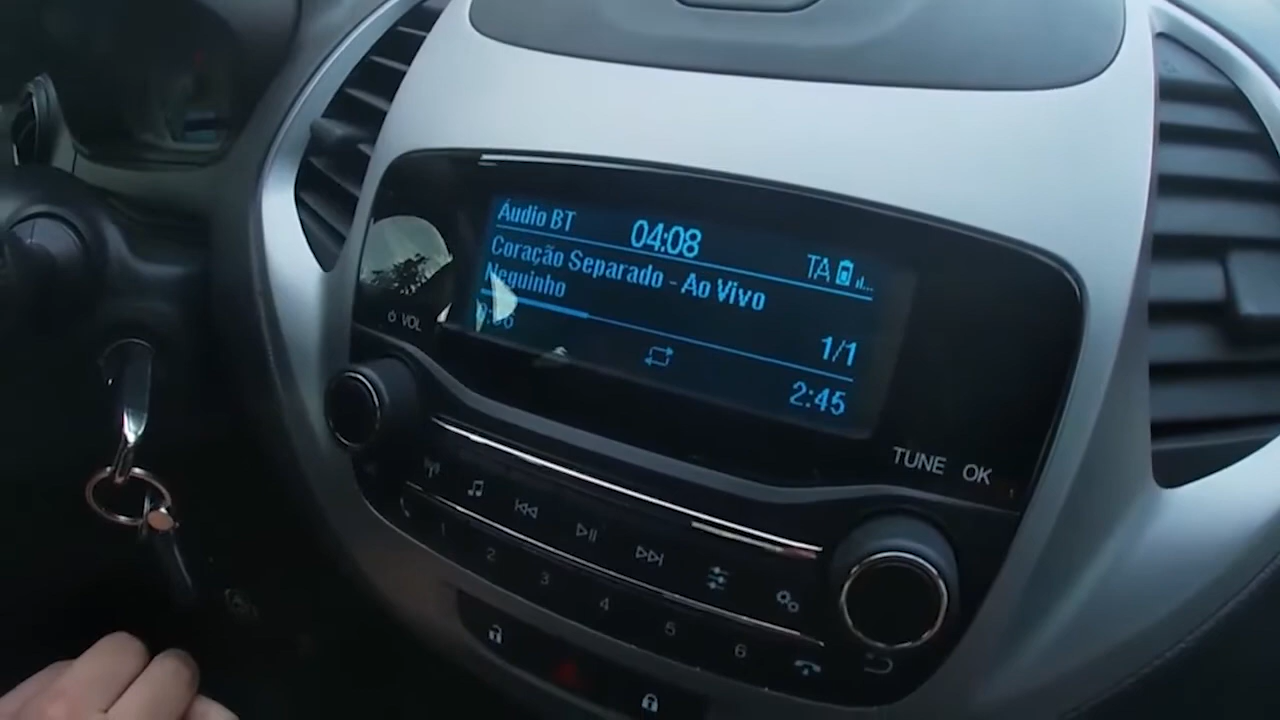 Áudio BT 04:08 TA
Coração Separado - Ao Vivo
Neguinho
1/1
2:45
VOL
TUNE OK
1 2 3 4 5 6